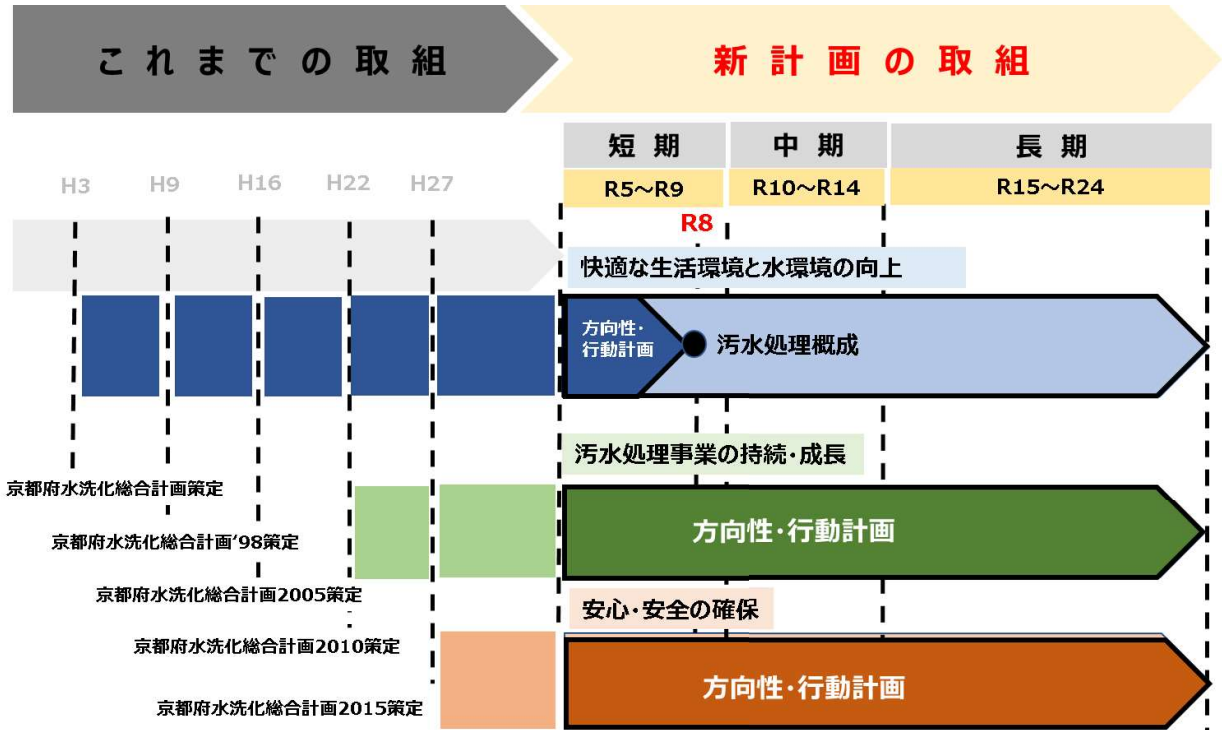 これまでの取組
新計画の取組
短期
中期
長期
H3
H9
H16
H22
H27
R5～R9
R10～R14
R15～R24
R8
快適な生活環境と水環境の向上
方向性・
行動計画
汚水処理概成
汚水処理事業の持続・成長
京都府水洗化総合計画策定
方向性・行動計画
京都府水洗化総合計画‘98策定
京都府水洗化総合計画2005策定
安心・安全の確保
京都府水洗化総合計画2010策定
方向性・行動計画
京都府水洗化総合計画2015策定